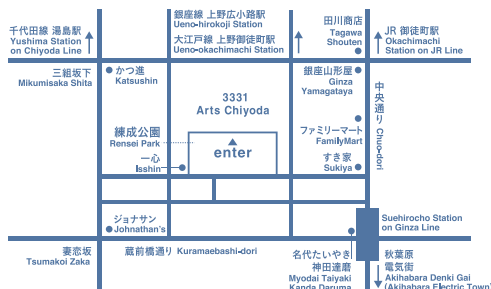 千代田線 湯島駅
Yushima Station
on Chiyoda Line
銀座線 上野広小路駅
Ueno-hirokoji Station
大江戸線 上野御徒町駅
Ueno-okachimachi Station
田川商店
Tagawa
Shouten
JR 御徒町駅
Okachimachi
Station on JR Line
三組坂下
Mikumisaka Shita
かつ進
Katsushin
銀座山形屋
Ginza
Yamagataya
3331
Arts Chiyoda
中央通り Chuo-dori
練成公園
Rensei Park
enter
ファミリーマート
FamilyMart
一心
Isshin
すき家
Sukiya
ジョナサン
Johnathan's
Suehirocho Station
on Ginza Line
妻恋坂
Tsumakoi Zaka
蔵前橋通り Kuramaebashi-dori
名代たいやき
神田達磨
Myodai Taiyaki
Kanda Daruma
秋葉原
電気街
Akihabara Denki Gai
(Akihabara Electric Town)